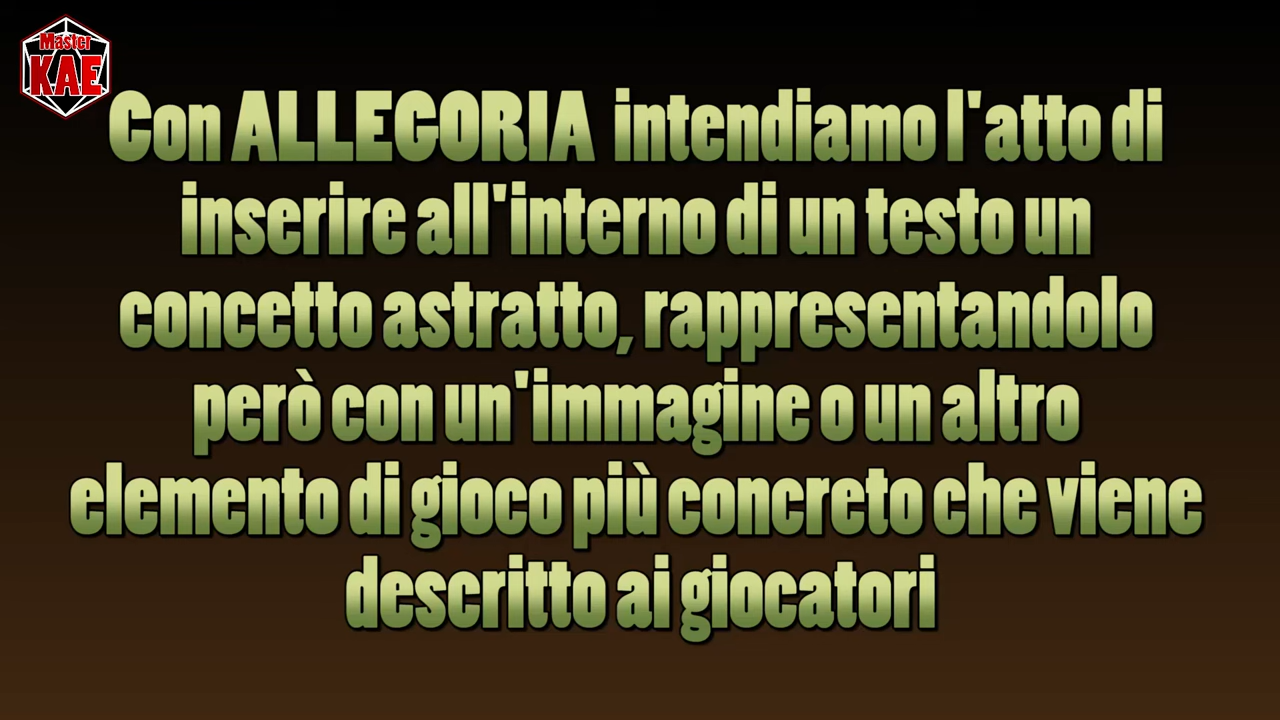 Master
KAE
Con ALLEGORIA intendiamo l'atto di
inserire all'interno di un testo un
concetto astratto, rappresentandolo
però con un'immagine o un altro
elemento di gioco più concreto che viene
descritto ai giocatori